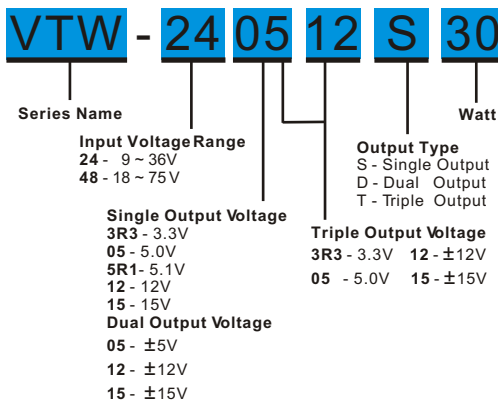 VTW - 24 05 12 S 30
Series Name
Watt
Input Voltage Range
24 - 9 ~ 36V
48 - 18 ~ 75V
Output Type
S - Single Output
D - Dual Output
T - Triple Output
Single Output Voltage
3R3 - 3.3V
05 - 5.0V
5R1- 5.1V
12 - 12V
15 - 15V
Triple Output Voltage
3R3 - 3.3V 12 - ±12V
05 - 5.0V 15 - ±15V
Dual Output Voltage
05 - ±5V
12 - ±12V
15 - ±15V